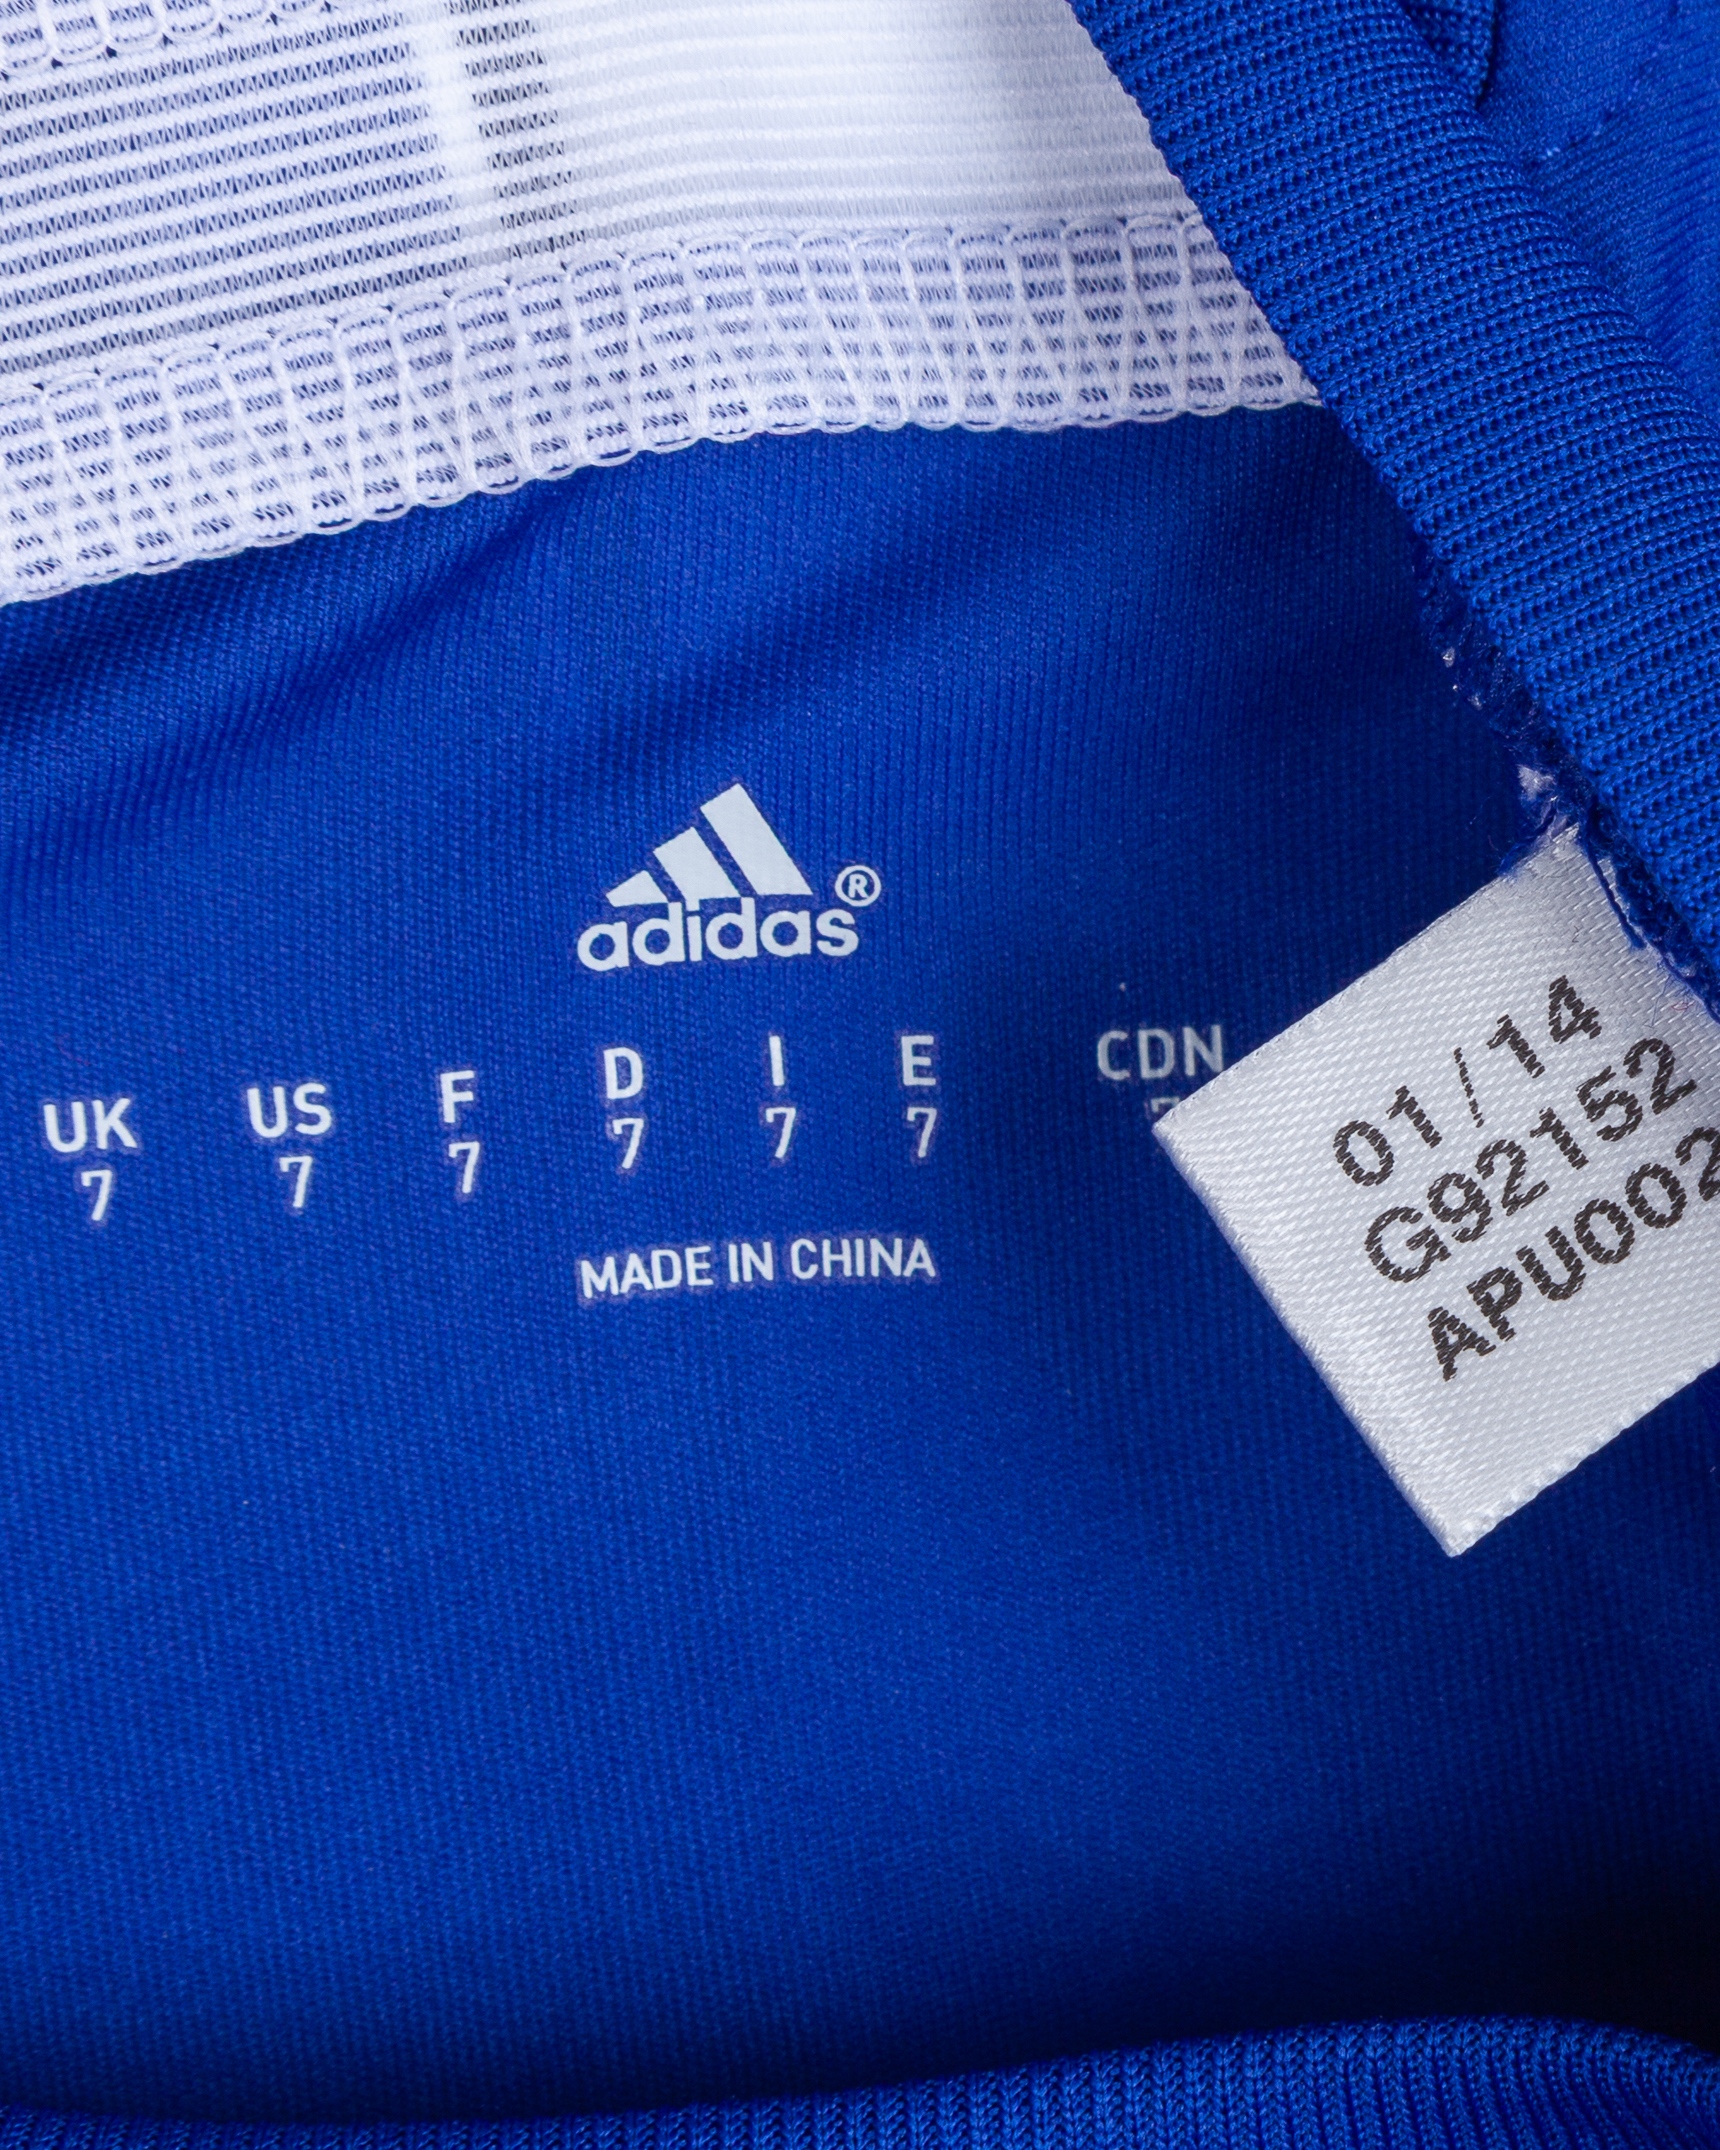 adidas®
UK US F D I E CDN
7 7 7 7 7 7
MADE IN CHINA
01/14
G92152
APU002